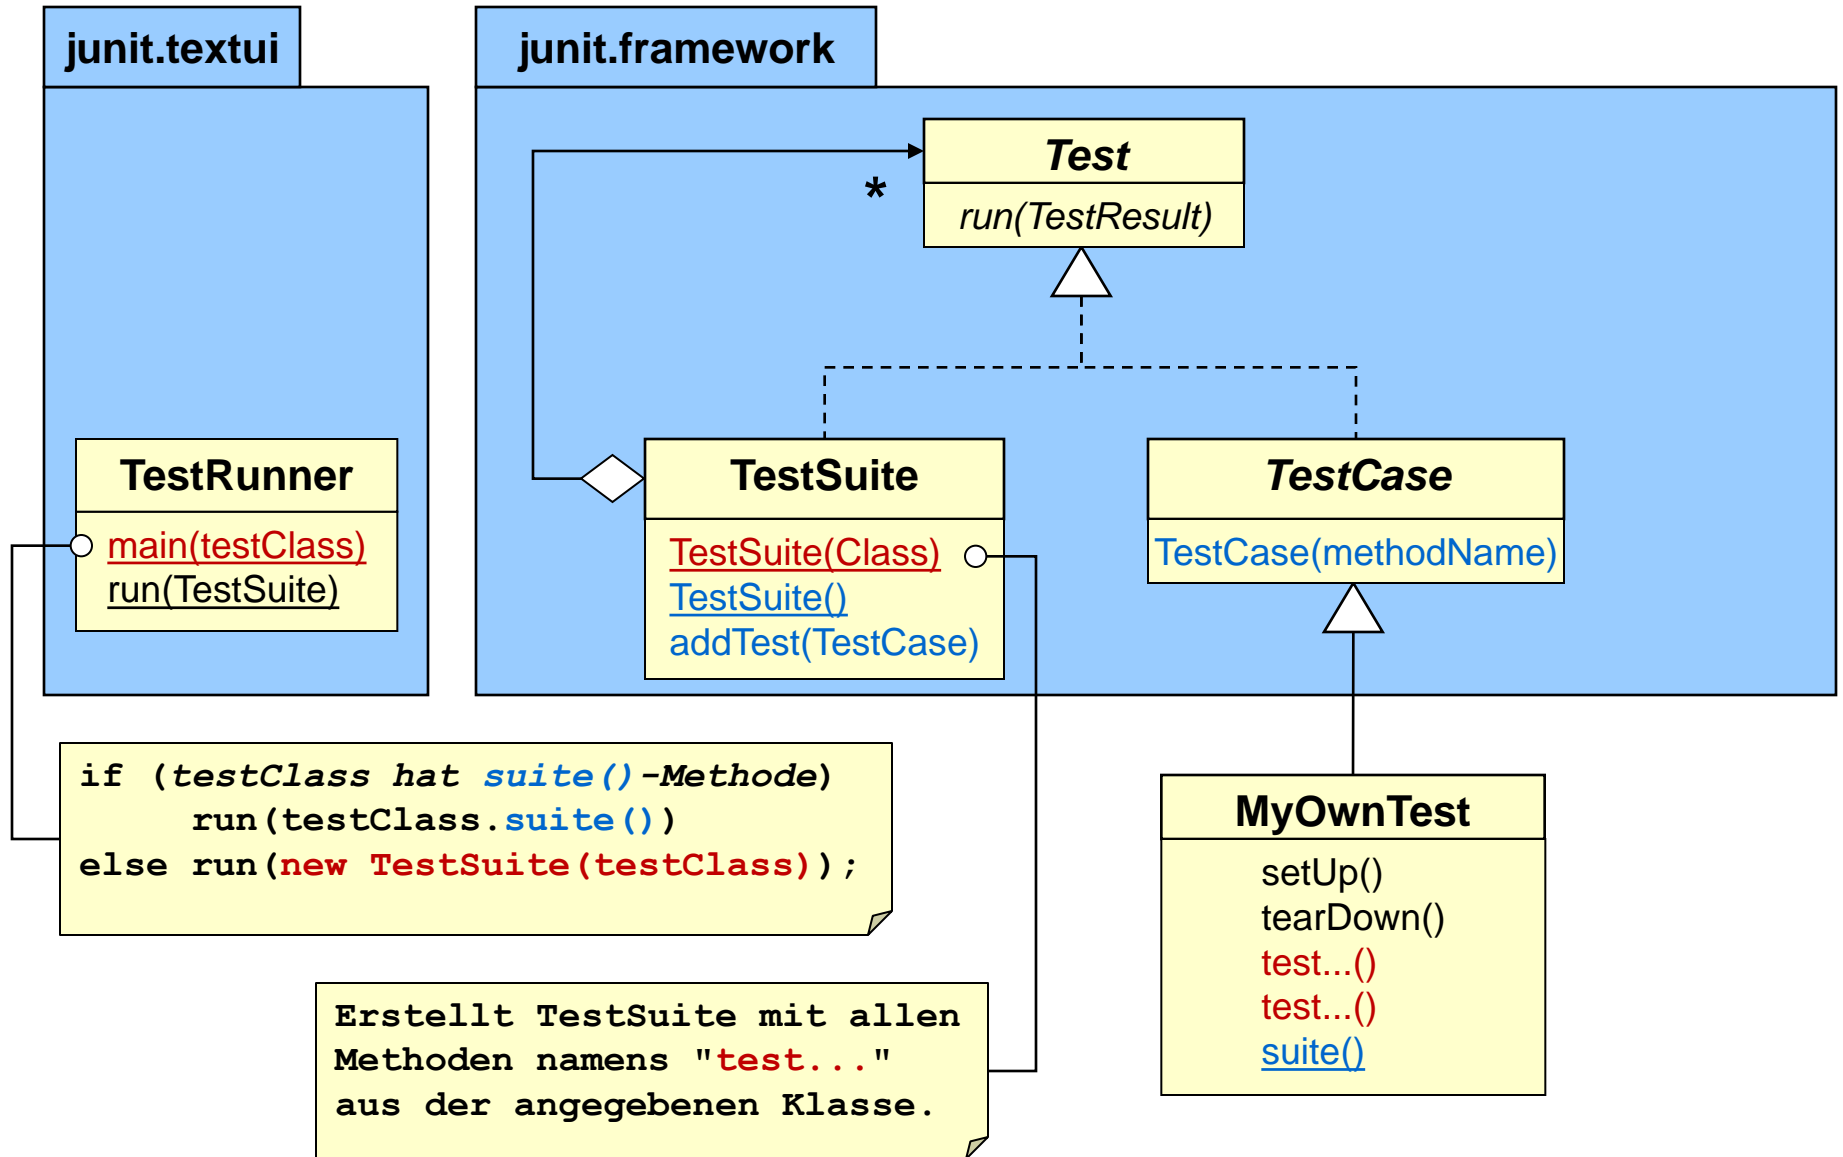 junit.textui
junit.framework
Test
*
run(TestResult)
TestRunner
main(testClass)
run(TestSuite)
TestSuite
TestSuite(Class)
TestSuite()
addTest(TestCase)
TestCase
TestCase(methodName)
if (testClass hat suite()-Methode)
run(testClass.suite())
else run(new TestSuite(testClass));
MyOwnTest
setUp()
tearDown()
test...()
test...()
suite()
Erstellt TestSuite mit allen
Methoden namens "test..."
aus der angegebenen Klasse.